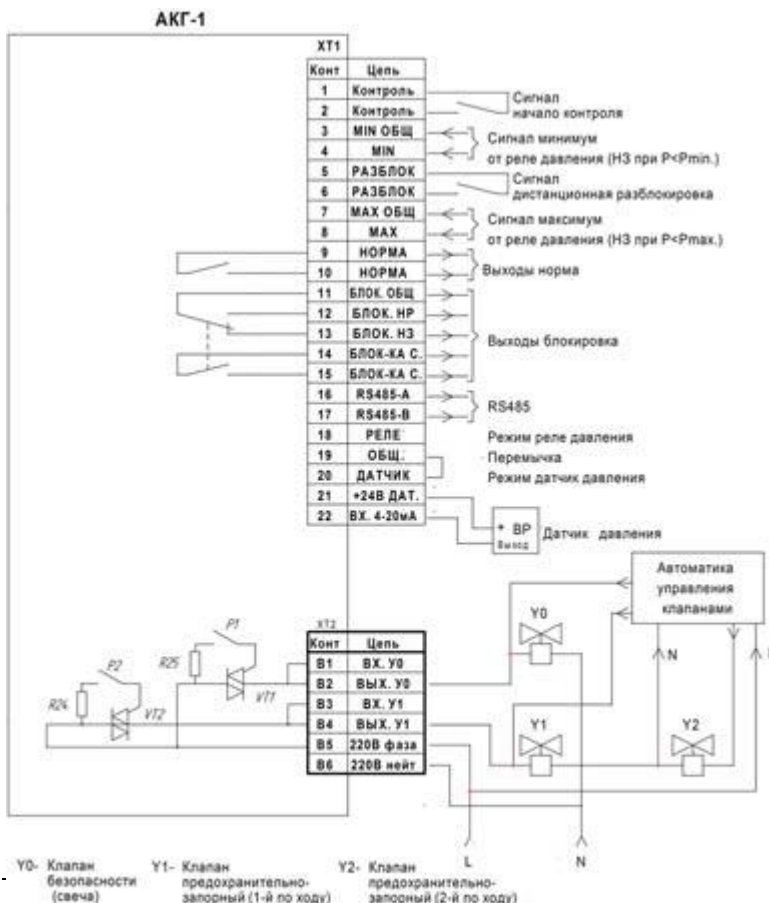 АКГ-1
XT1
Конт Цепь
1 Контроль
2 Контроль
Сигнал
начало контроля
3 MIN ОБЩ
4 MIN
Сигнал минимум
от реле давления (НЗ при P<Pmin.)
5 РАЗБЛОК
6 РАЗБЛОК
Сигнал
дистанционная разблокировка
7 MAX ОБЩ
8 MAX
Сигнал максимум
от реле давления (НЗ при P<Pmax.)
9 НОРМА
10 НОРМА
Выходы норма
11 БЛОК. ОБЩ
12 БЛОК. НР
13 БЛОК. НЗ
14 БЛОК-КА С.
15 БЛОК-КА С.
Выходы блокировка
16 RS485-A
17 RS485-B
RS485
18 РЕЛЕ Режим реле давления
19 ОБЩ. Перемычка
20 ДАТЧИК Режим датчик давления
21 +24В ДАТ.
22 ВХ. 4-20мА
+ ВР
Выход
Датчик давления
Автоматика
управления
клапанами
Y0
N
P1
R25
VT1
P2
R24
VT2
XT2
Конт Цепь
B1 ВХ. У0
B2 ВЫХ. У0
B3 ВХ. У1
B4 ВЫХ. У1
B5 220В фаза
B6 220В нейт
Y1
Y2
L
N
Y0- Клапан
безопасности
(свеча)
Y1- Клапан
предохранительно-
запорный (1-й по ходу)
Y2- Клапан
предохранительно-
запорный (2-й по ходу)